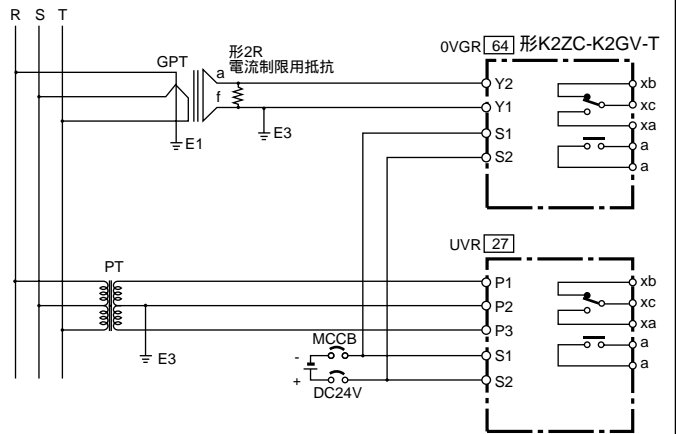 R S T
GPT
形2R
電流制限用抵抗
a
f
E1
E3
0VGR 64 形K2ZC-K2GV-T
Y2
Y1
S1
S2
xb
xc
xa
a
a
PT
E3
UVR 27
P1
P2
P3
S1
S2
xb
xc
xa
a
a
MCCB
-
+
DC24V